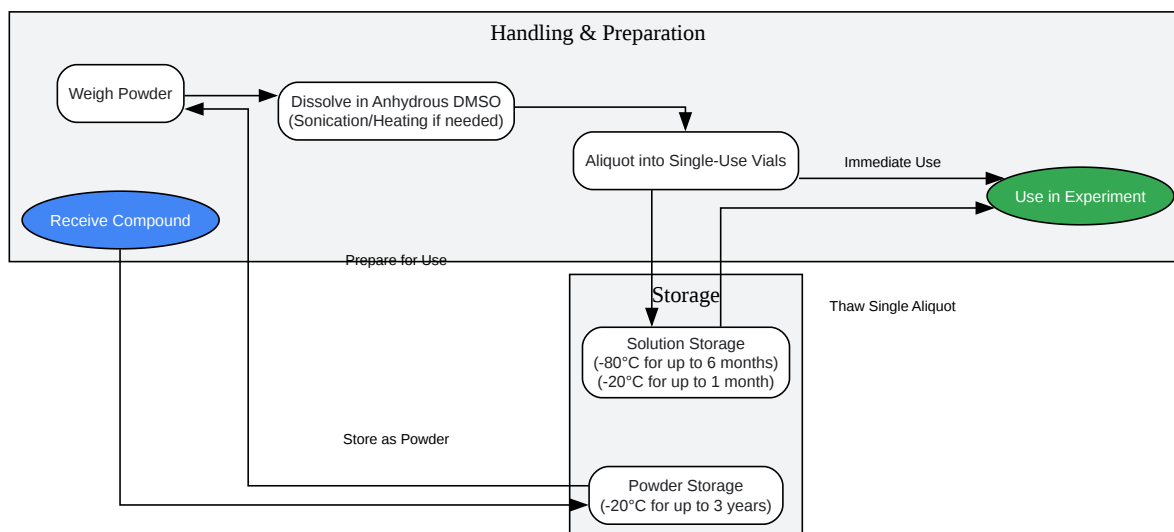 Handling & Preparation
Weigh Powder
Dissolve in Anhydrous DMSO
(Sonication/Heating if needed)
Aliquot into Single-Use Vials
Immediate Use
Use in Experiment
Receive Compound
Prepare for Use
Storage
Thaw Single Aliquot
Solution Storage
(-80°C for up to 6 months)
(-20°C for up to 1 month)
Store as Powder
Powder Storage
(-20°C for up to 3 years)